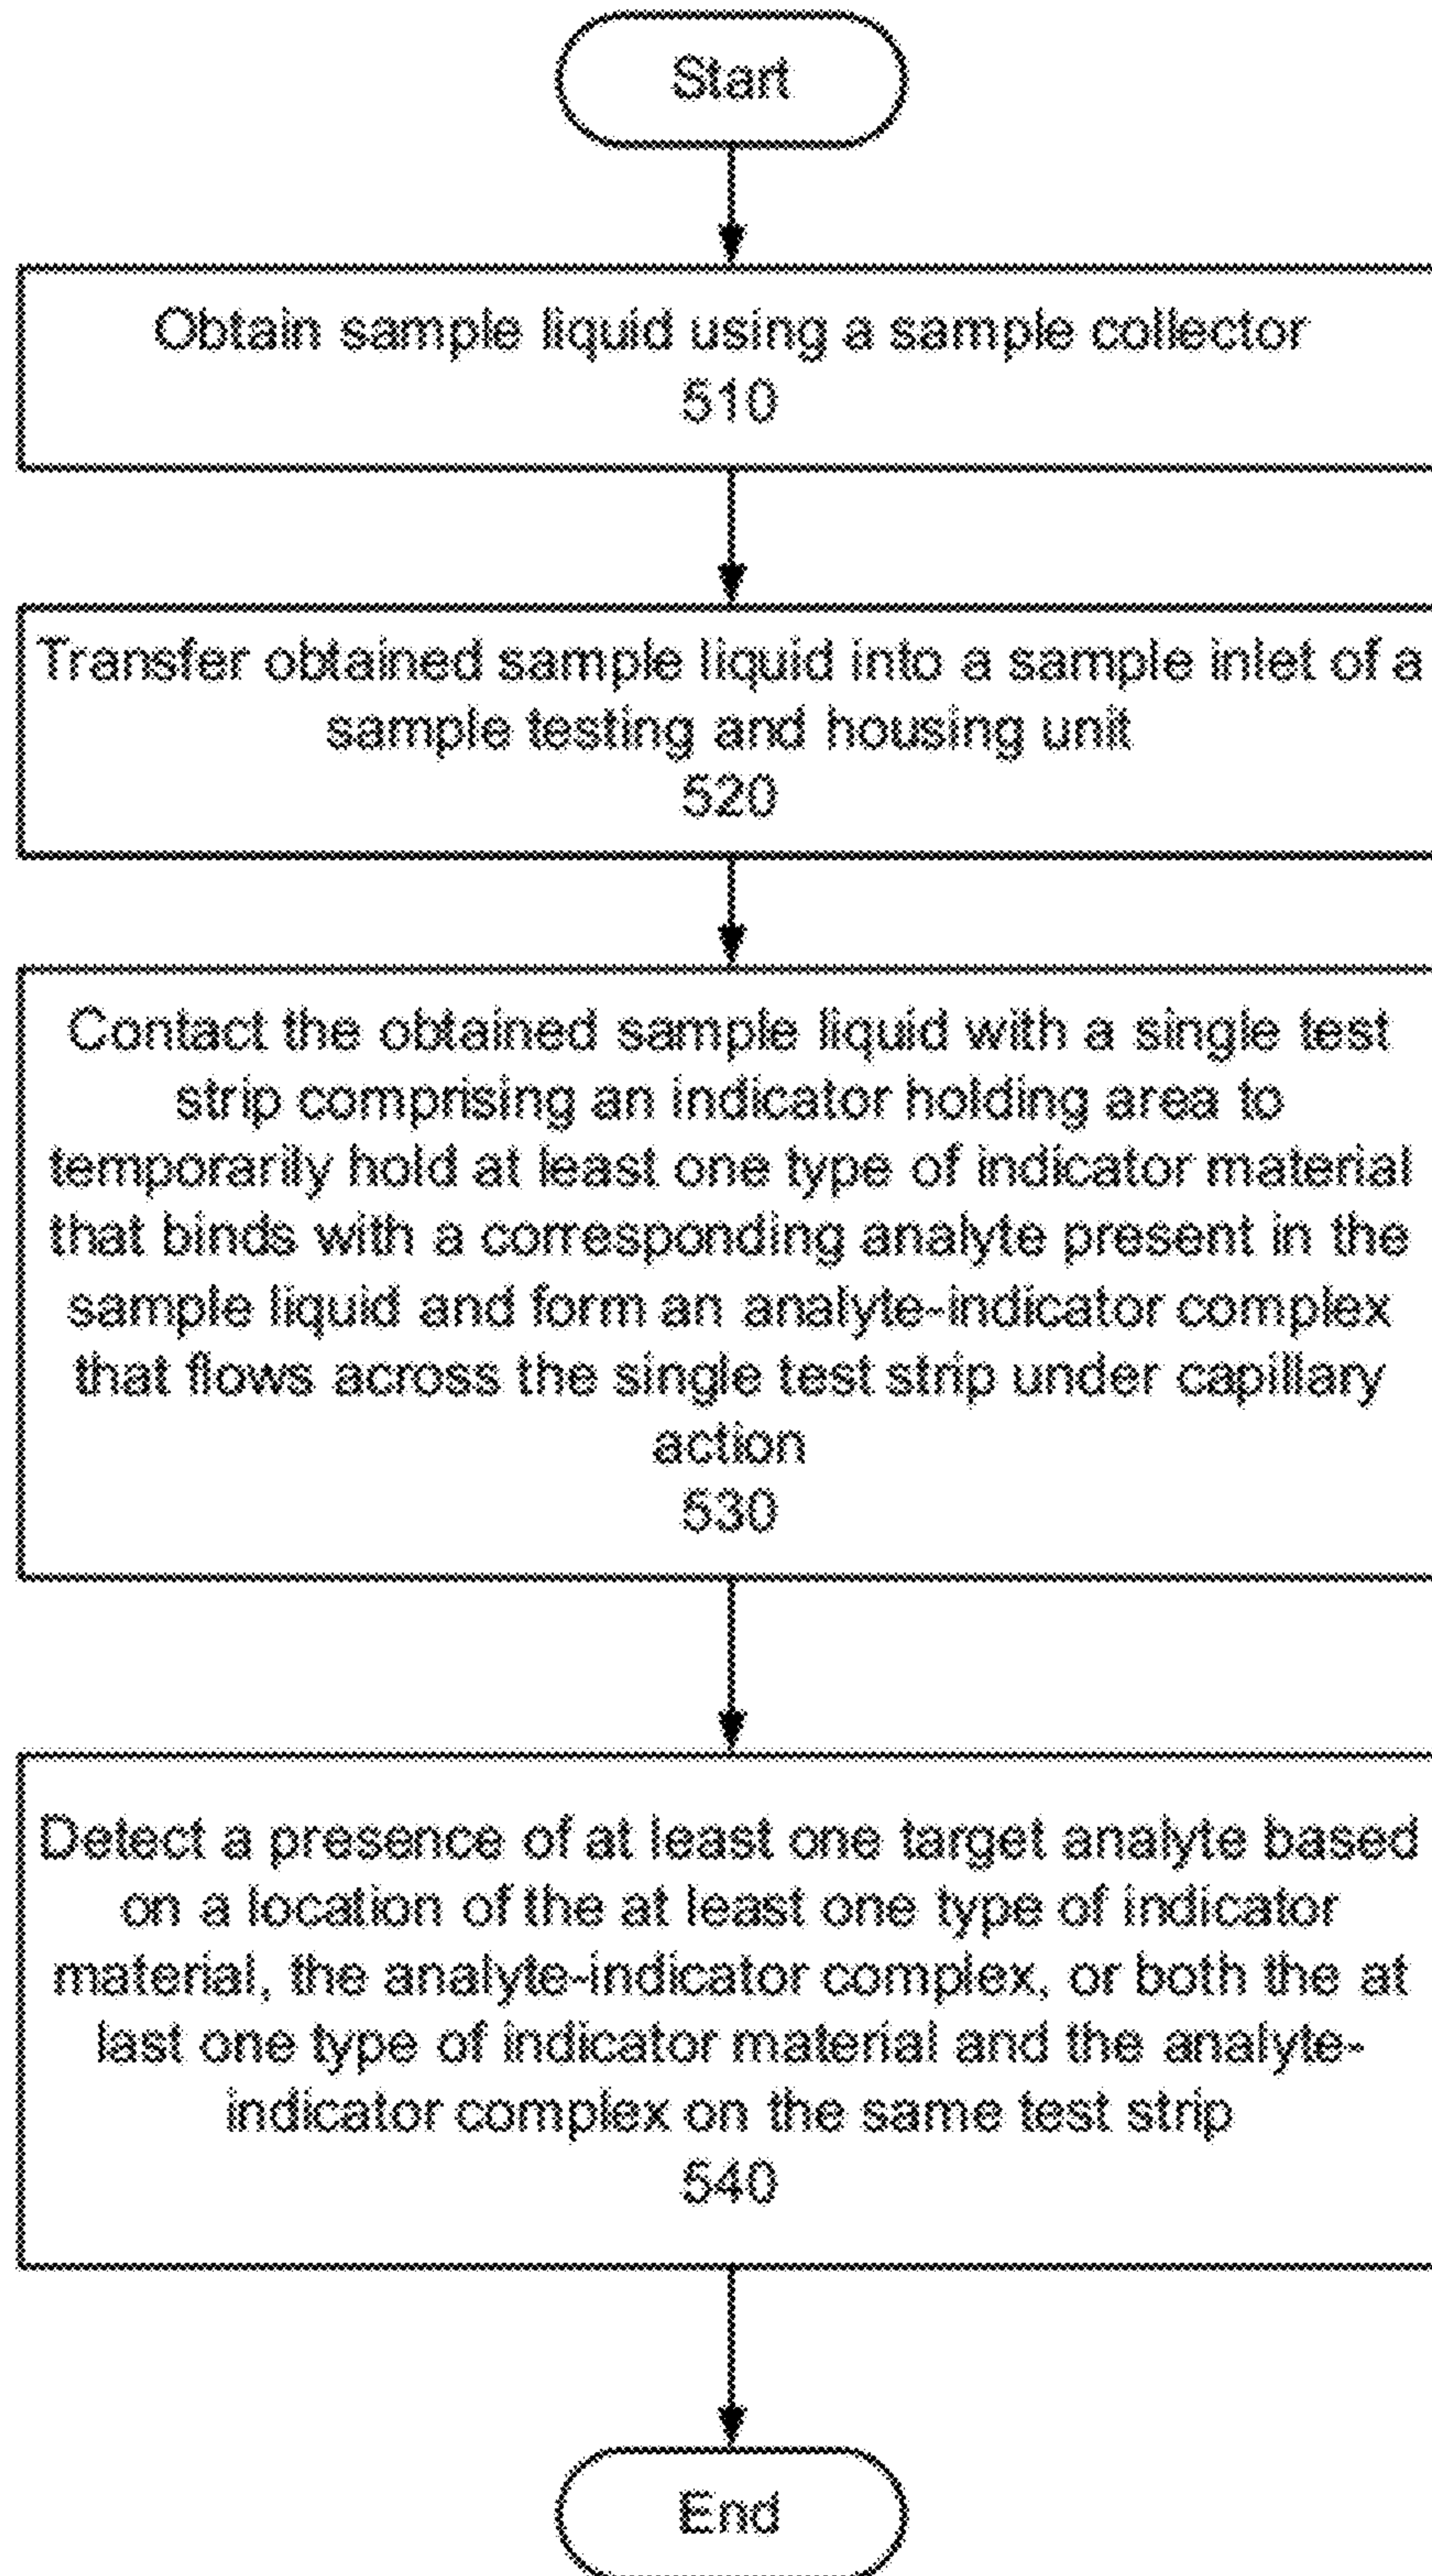 Start
Obtain sample liquid using a sample collector
510
Transfer obtained sample liquid into a sample inlet of a
sample testing and housing unit
520
Contact the obtained sample liquid with a single test
strip comprising an indicator holding area to
temporarily hold at least one type of indicator material
that binds with a corresponding analyte present in the
sample liquid and form an analyte-indicator complex
that flows across the single test strip under capillary
action
530
Detect a presence of at least one target analyte based
on a location of the at least one type of indicator
material, the analyte-indicator complex, or both the at
last one type of indicator material and the analyte-
indicator complex on the same test strip
540
End